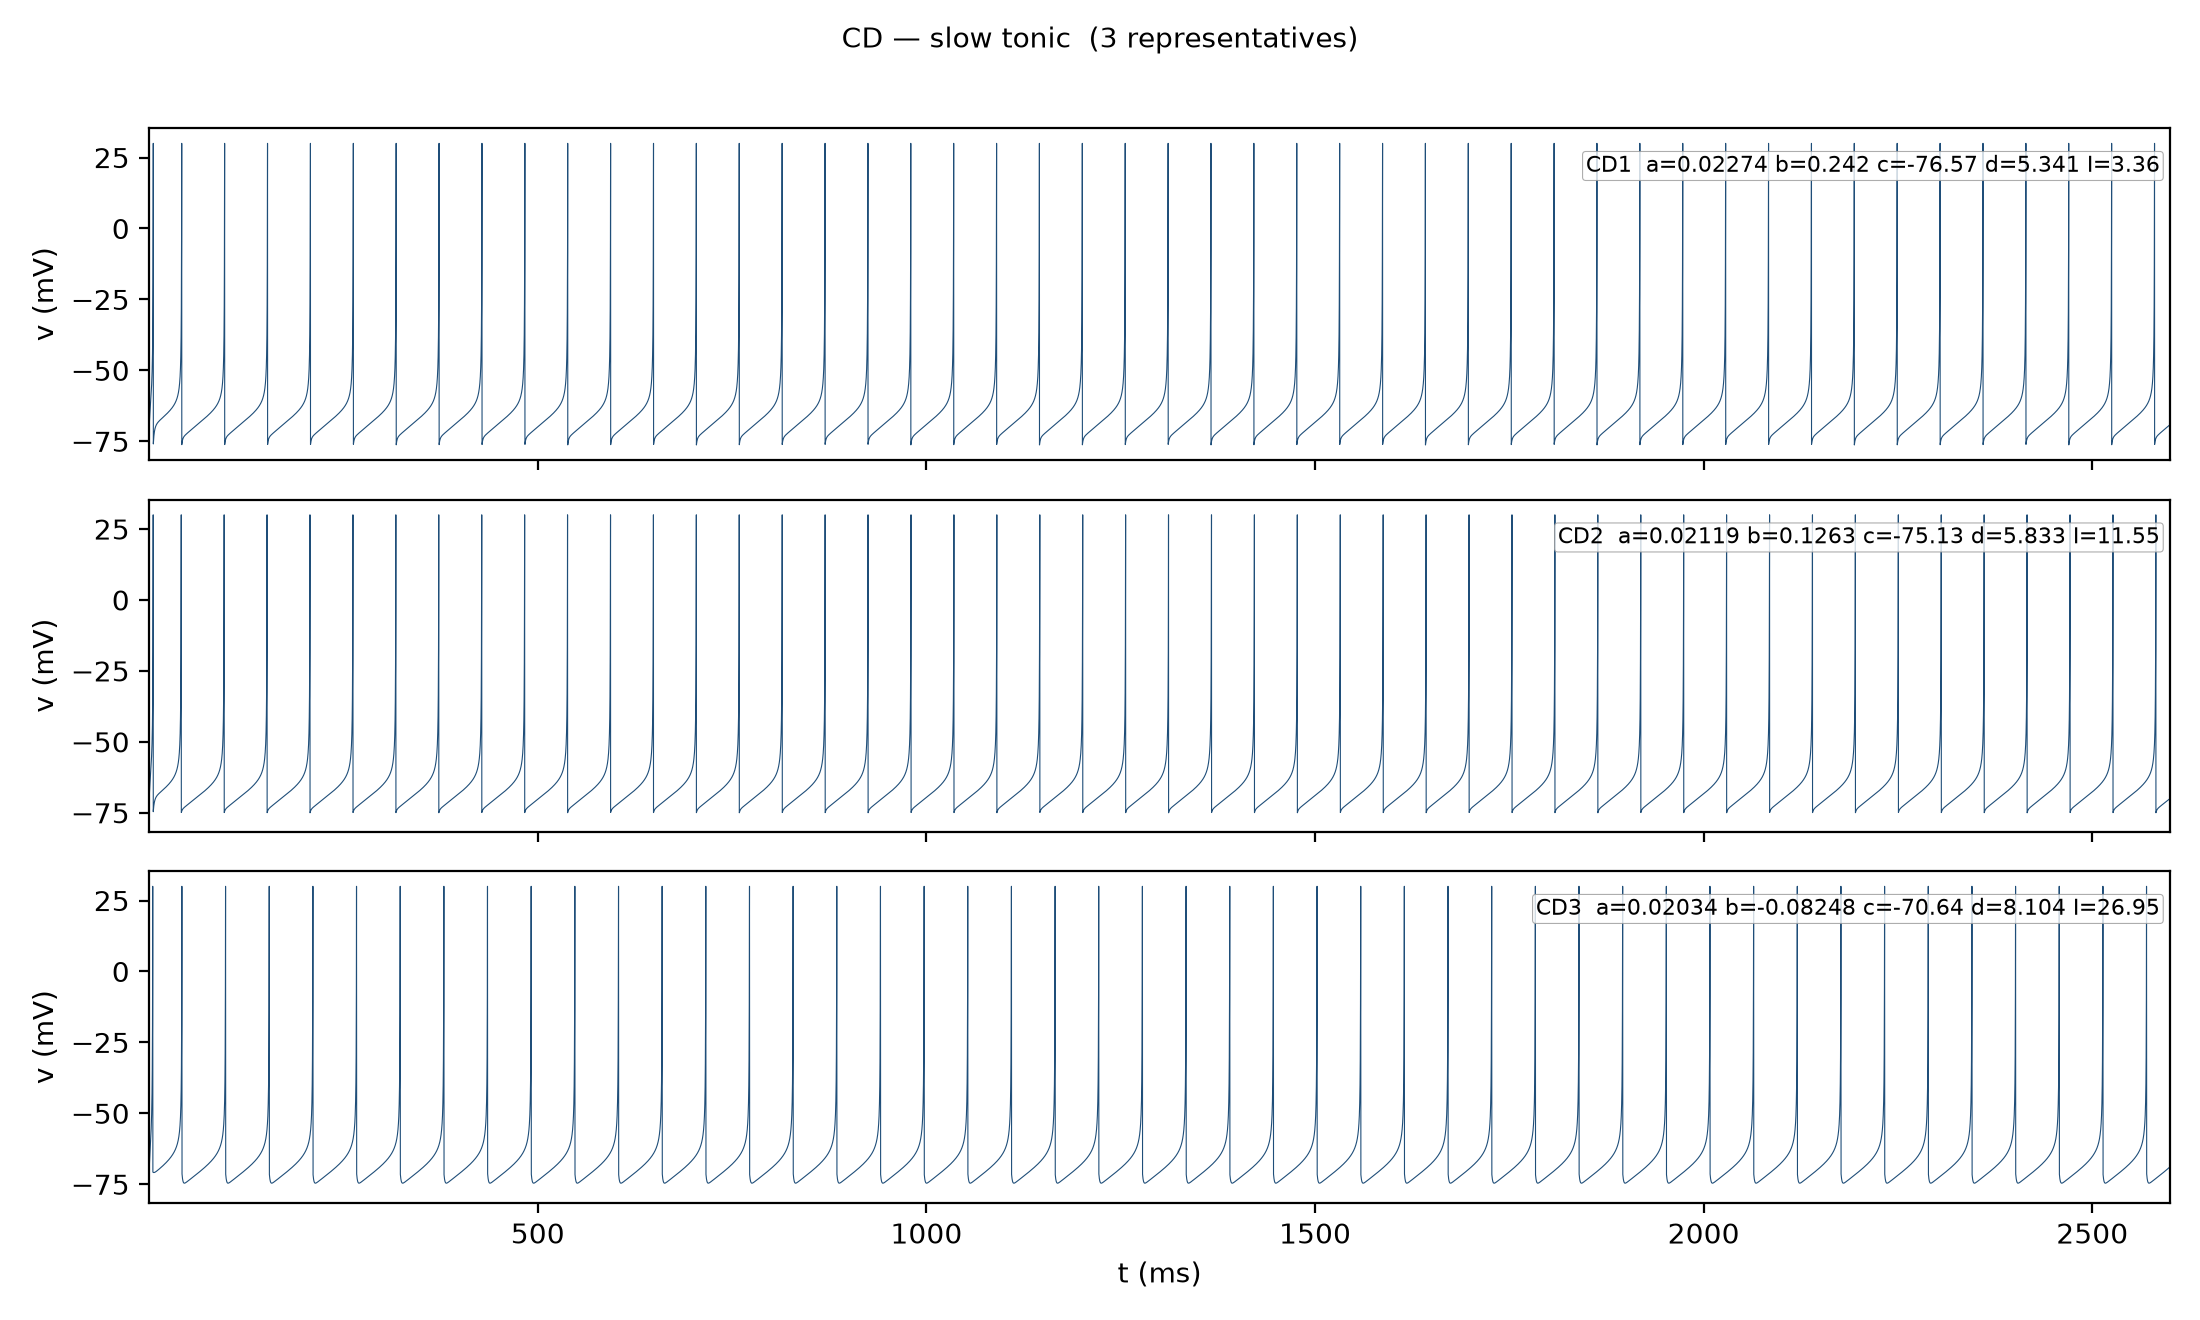 CD — slow tonic (3 representatives)
25
0
−25
−50
−75
v (mV)
CD1 a=0.02274 b=0.242 c=-76.57 d=5.341 I=3.36
25
0
−25
−50
−75
v (mV)
CD2 a=0.02119 b=0.1263 c=-75.13 d=5.833 I=11.55
25
0
−25
−50
−75
v (mV)
CD3 a=0.02034 b=-0.08248 c=-70.64 d=8.104 I=26.95
500 1000 1500 2000 2500
t (ms)